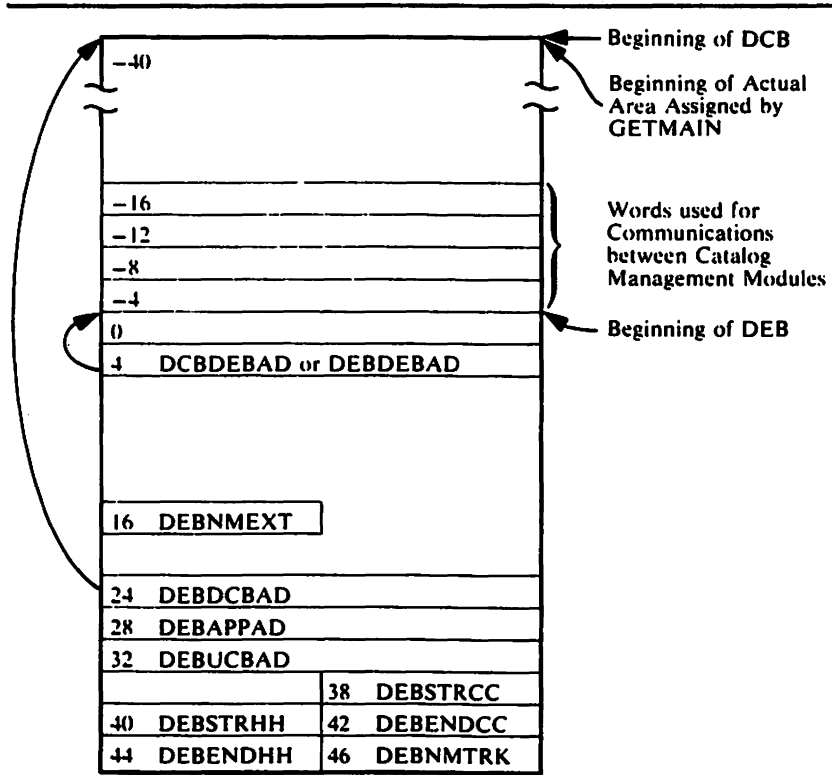 Beginning of DCB
-40
Beginning of Actual
Area Assigned by
GETMAIN
-16
-12
-8
-4
Words used for
Communications
between Catalog
Management Modules
0
Beginning of DEB
4 DCBDEBAD or DEBDEBAD
16 DEBNMEXT
24 DEBDCBAD
28 DEBAPPAD
32 DEBUCBAD
38 DEBSTRCC
40 DEBSTRHH 42 DEBENDCC
44 DEBENDHH 46 DEBNMTRK